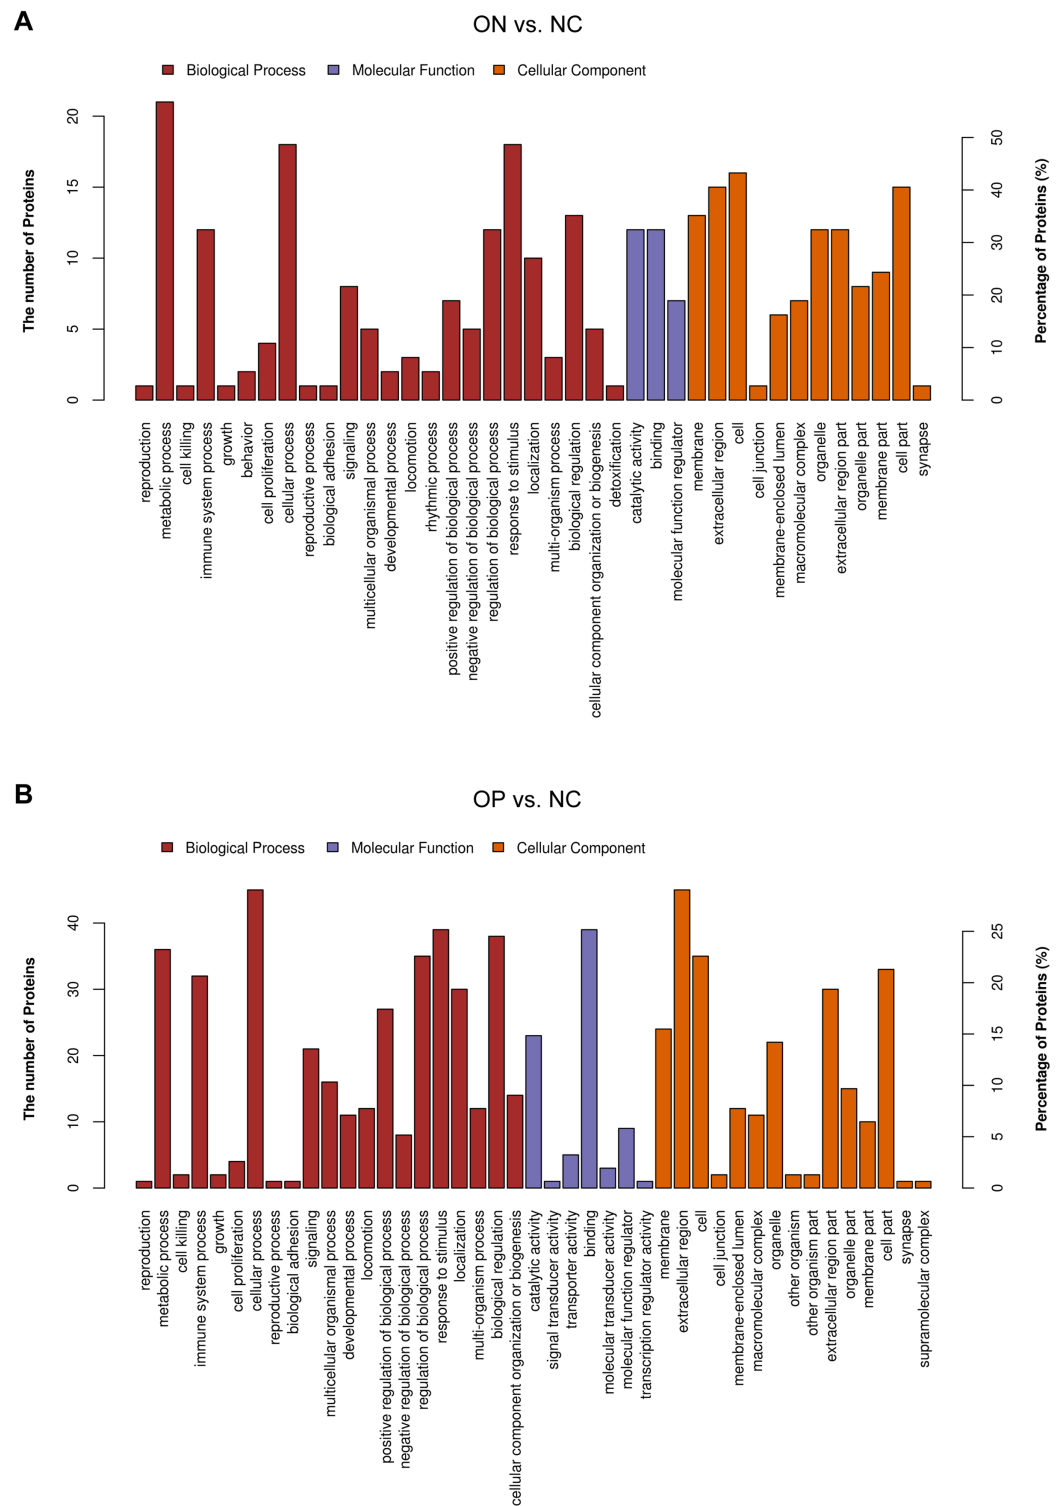 A
ON vs. NC
Biological Process
Molecular Function
Cellular Component
The number of Proteins
0
5
10
15
20
Percentage of Proteins (%)
0
10
20
30
40
50
reproduction
metabolic process
cell killing
immune system process
growth
behavior
cell proliferation
cellular process
reproductive process
biological adhesion
signaling
multicellular organismal process
developmental process
locomotion
rhythmic process
positive regulation of biological process
negative regulation of biological process
regulation of biological process
response to stimulus
localization
multi-organism process
biological regulation
cellular component organization or biogenesis
detoxification
catalytic activity
binding
molecular function regulator
membrane
extracellular region
cell
cell junction
membrane-enclosed lumen
macromolecular complex
organelle
extracellular region part
organelle part
membrane part
cell part
synapse
B
OP vs. NC
Biological Process
Molecular Function
Cellular Component
The number of Proteins
0
10
20
30
40
Percentage of Proteins (%)
0
5
10
15
20
25
reproduction
metabolic process
cell killing
immune system process
growth
cell proliferation
cellular process
reproductive process
biological adhesion
signaling
multicellular organismal process
developmental process
locomotion
positive regulation of biological process
negative regulation of biological process
regulation of biological process
response to stimulus
localization
multi-organism process
biological regulation
cellular component organization or biogenesis
catalytic activity
signal transducer activity
transporter activity
binding
molecular transducer activity
molecular function regulator
transcription regulator activity
membrane
extracellular region
cell
cell junction
membrane-enclosed lumen
macromolecular complex
organelle
other organism
other organism part
extracellular region part
organelle part
membrane part
cell part
synapse
supramolecular complex